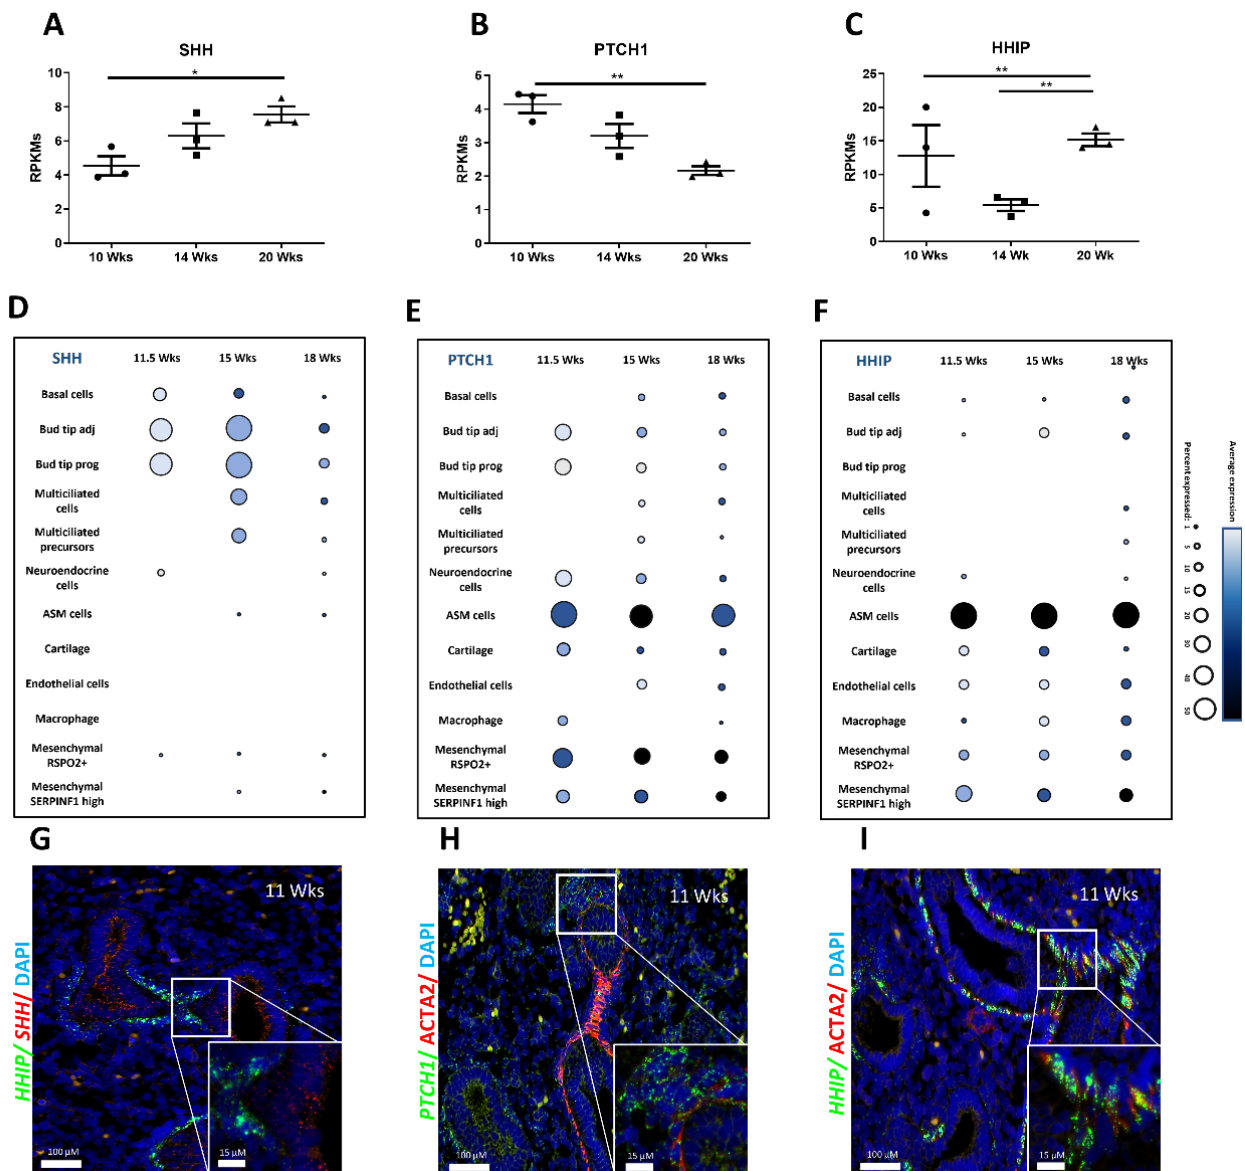 A
SHH
*
RPKMs
8
6
4
2
0
10 Wks
14 Wks
20 Wks
B
PTCH1
**
RPKMs
6
5
4
3
2
1
0
10 Wks
14 Wks
20 Wks
C
HHIP
**
**
RPKMs
25
20
15
10
5
0
10 Wks
14 Wk
20 Wk
D
SHH 11.5 Wks 15 Wks 18 Wks
Basal cells
Bud tip adj
Bud tip prog
Multiciliated
cells
Multiciliated
precursors
Neuroendocrine
cells
ASM cells
Cartilage
Endothelial cells
Macrophage
Mesenchymal
RSPO2+
Mesenchymal
SERPINF1 high
E
PTCH1 11.5 Wks 15 Wks 18 Wks
Basal cells
Bud tip adj
Bud tip prog
Multiciliated
cells
Multiciliated
precursors
Neuroendocrine
cells
ASM cells
Cartilage
Endothelial cells
Macrophage
Mesenchymal
RSPO2+
Mesenchymal
SERPINF1 high
F
HHIP 11.5 Wks 15 Wks 18 Wks
Basal cells
Bud tip adj
Bud tip prog
Multiciliated
cells
Multiciliated
precursors
Neuroendocrine
cells
ASM cells
Cartilage
Endothelial cells
Macrophage
Mesenchymal
RSPO2+
Mesenchymal
SERPINF1 high
Average expression
Percent expressed:
1
5
10
15
20
30
40
50
G
HHIP/ SHH/ DAPI
11 Wks
100 µM
15 µM
H
PTCH1/ ACTA2/ DAPI
11 Wks
100 µM
15 µM
I
HHIP/ ACTA2/ DAPI
11 Wks
100 µM
15 µM